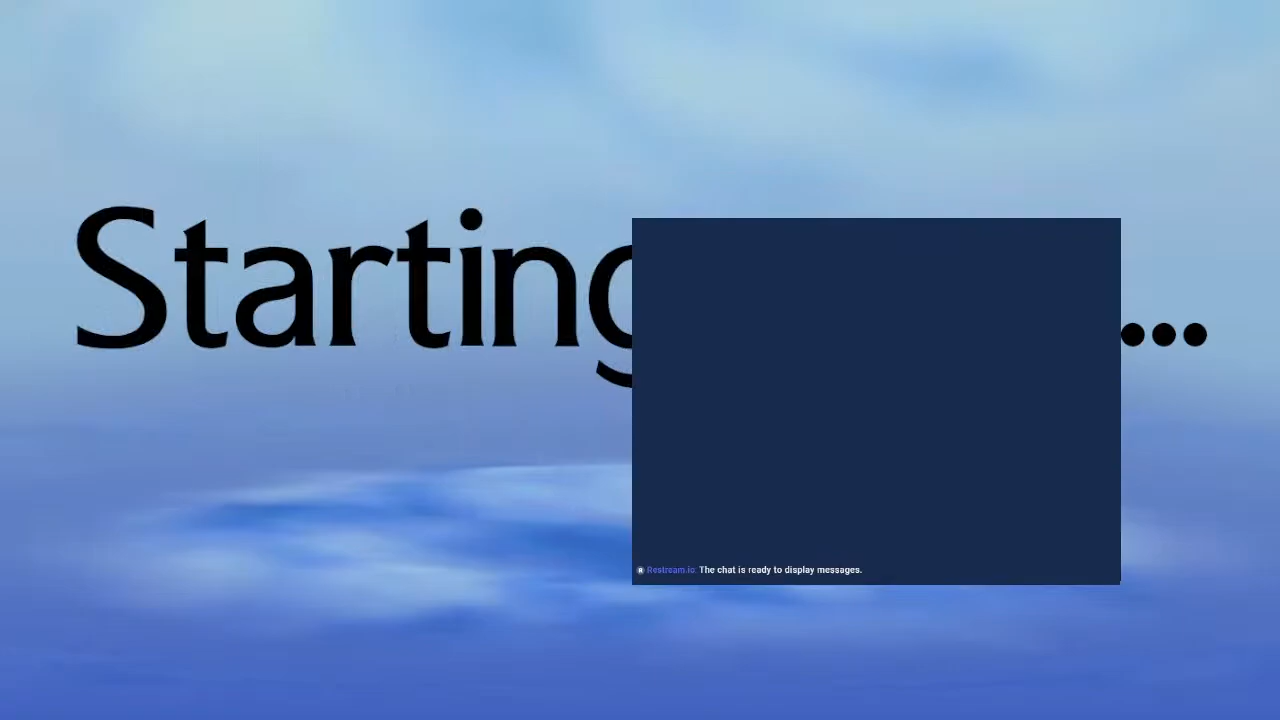 Starting ...
Restream.io: The chat is ready to display messages.